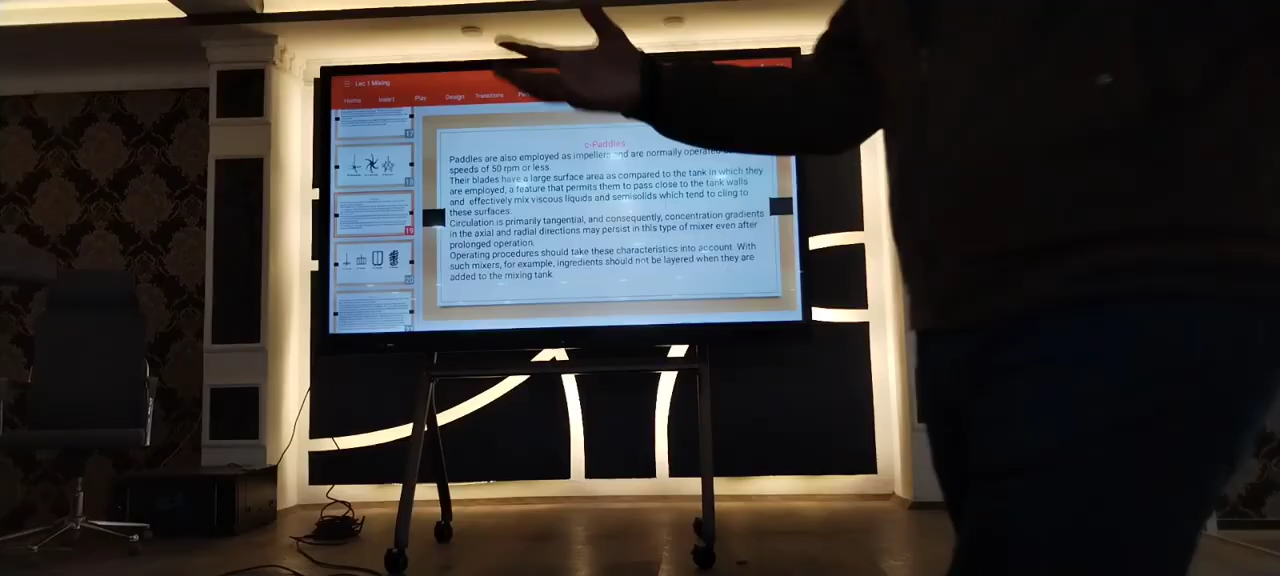 Lec 1 Mixing
Home Insert Play Design Transitions
c-Paddles
Paddles are also employed as impellers and are normally operated
speeds of 50 rpm or less.
Their blades have a large surface area as compared to the tank in which they
are employed, a feature that permits them to pass close to the tank walls
and effectively mix viscous liquids and semisolids which tend to cling to
these surfaces.
Circulation is primarily tangential, and consequently, concentration gradients
in the axial and radial directions may persist in this type of mixer even after
prolonged operation.
Operating procedures should take these characteristics into account. With
such mixers, for example, ingredients should not be layered when they are
added to the mixing tank.
19